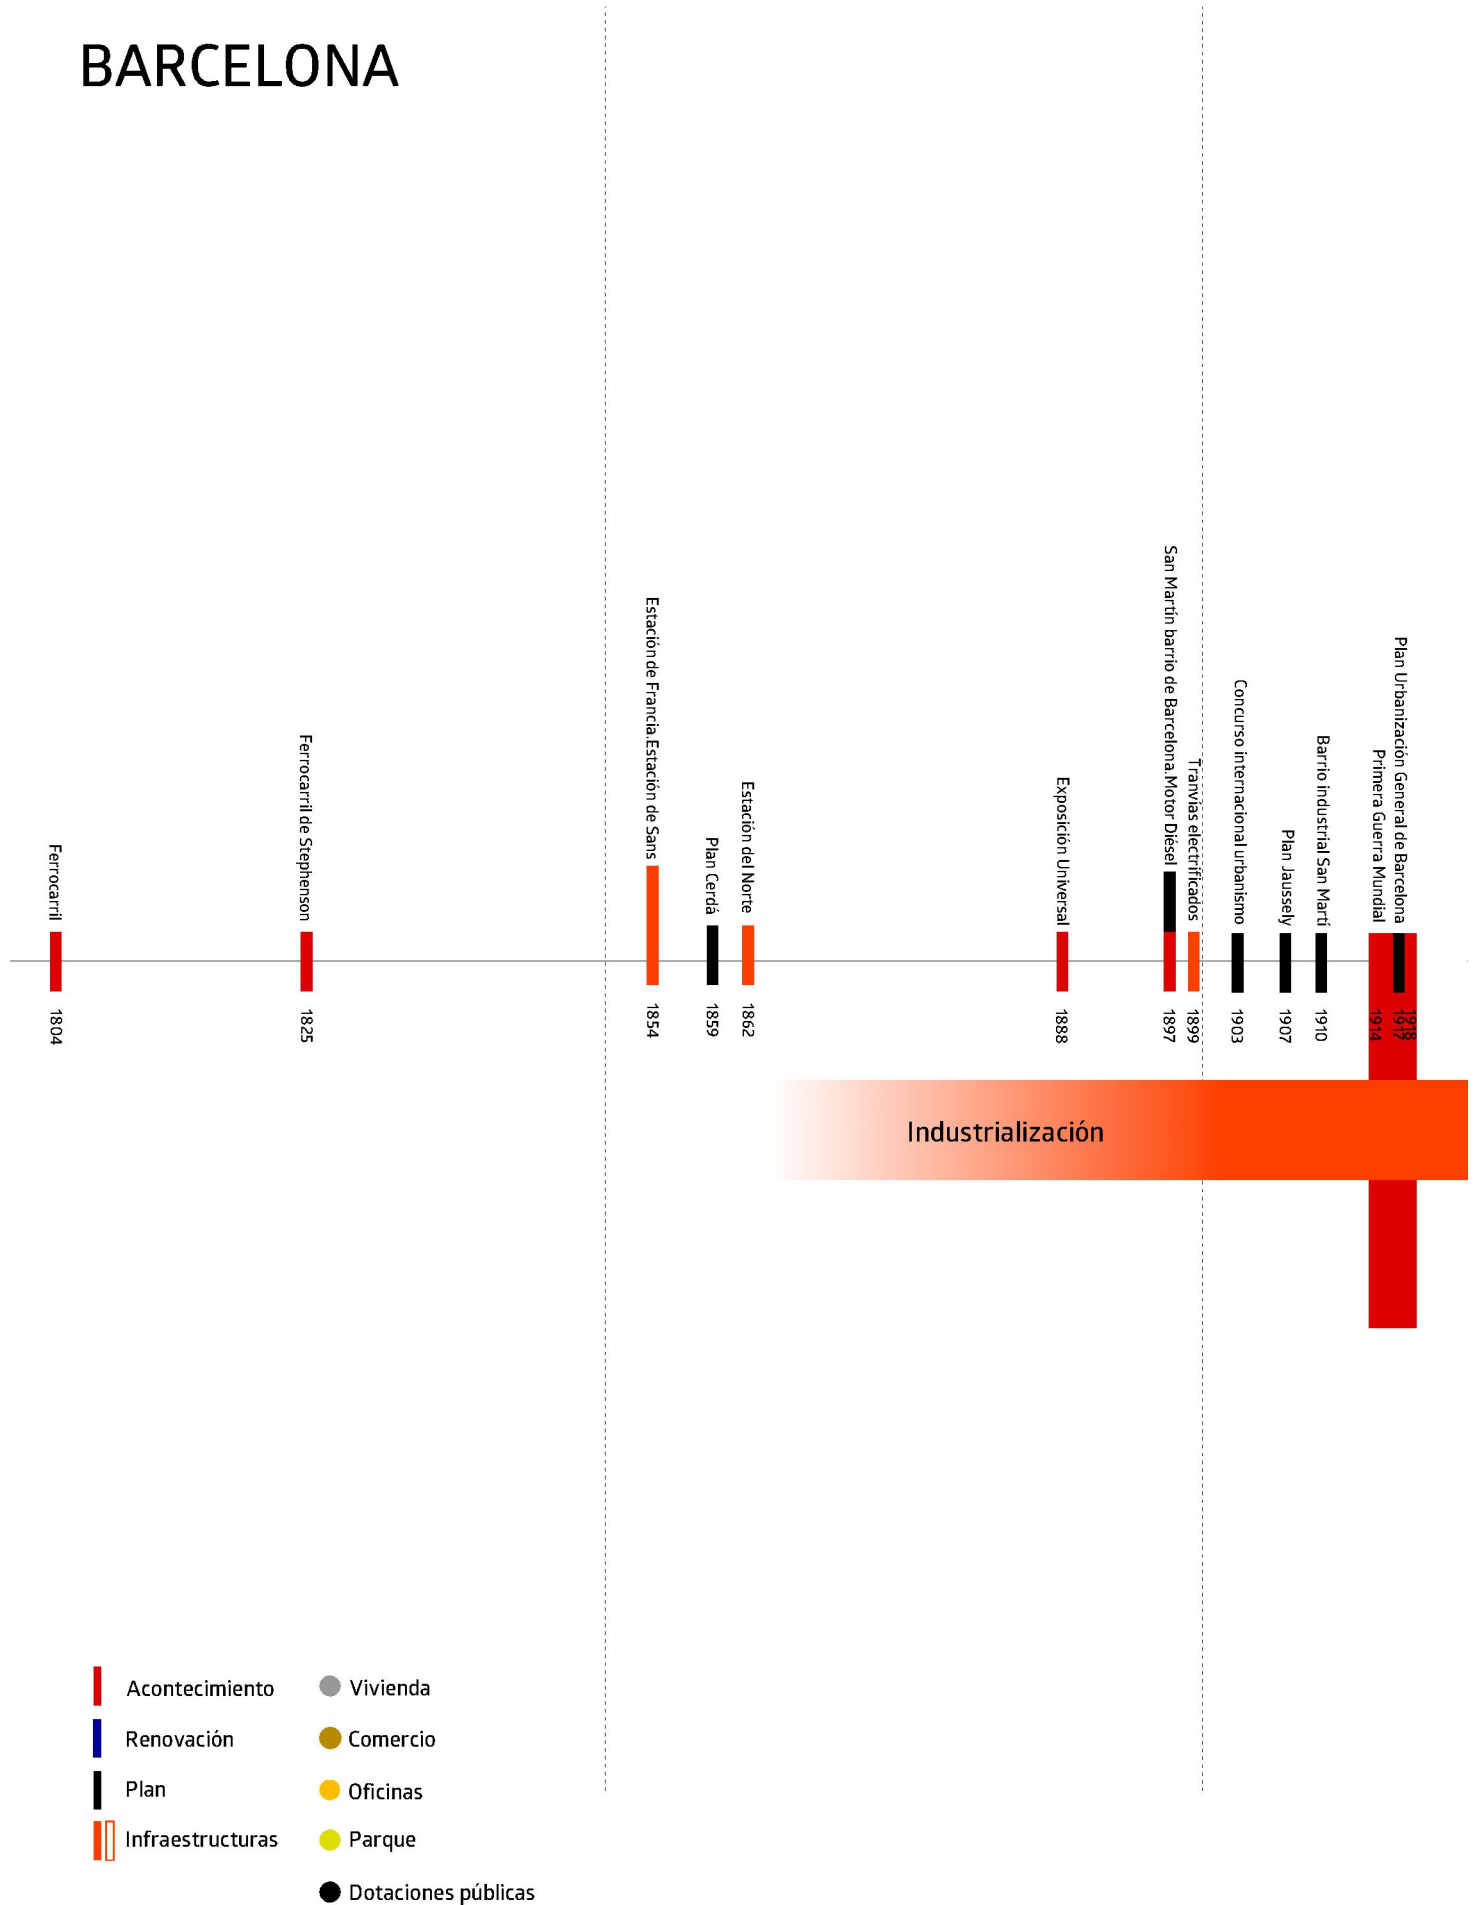 BARCELONA
Ferrocarril
1804
Ferrocarril de Stephenson
1825
Estación de Francia.Estación de Sans
1854
Plan Cerdá
1859
Estación del Norte
1862
Exposición Universal
1888
San Martín barrio de Barcelona.Motor Diésel
1897
Tranvías electrificados
1899
Concurso internacional urbanismo
1903
Plan Jaussely
1907
Barrio industrial San Martí
1910
Primera Guerra Mundial
1914
Plan Urbanización General de Barcelona
1917
1918
Industrialización
Acontecimiento
Renovación
Plan
Infraestructuras
Vivienda
Comercio
Oficinas
Parque
Dotaciones públicas